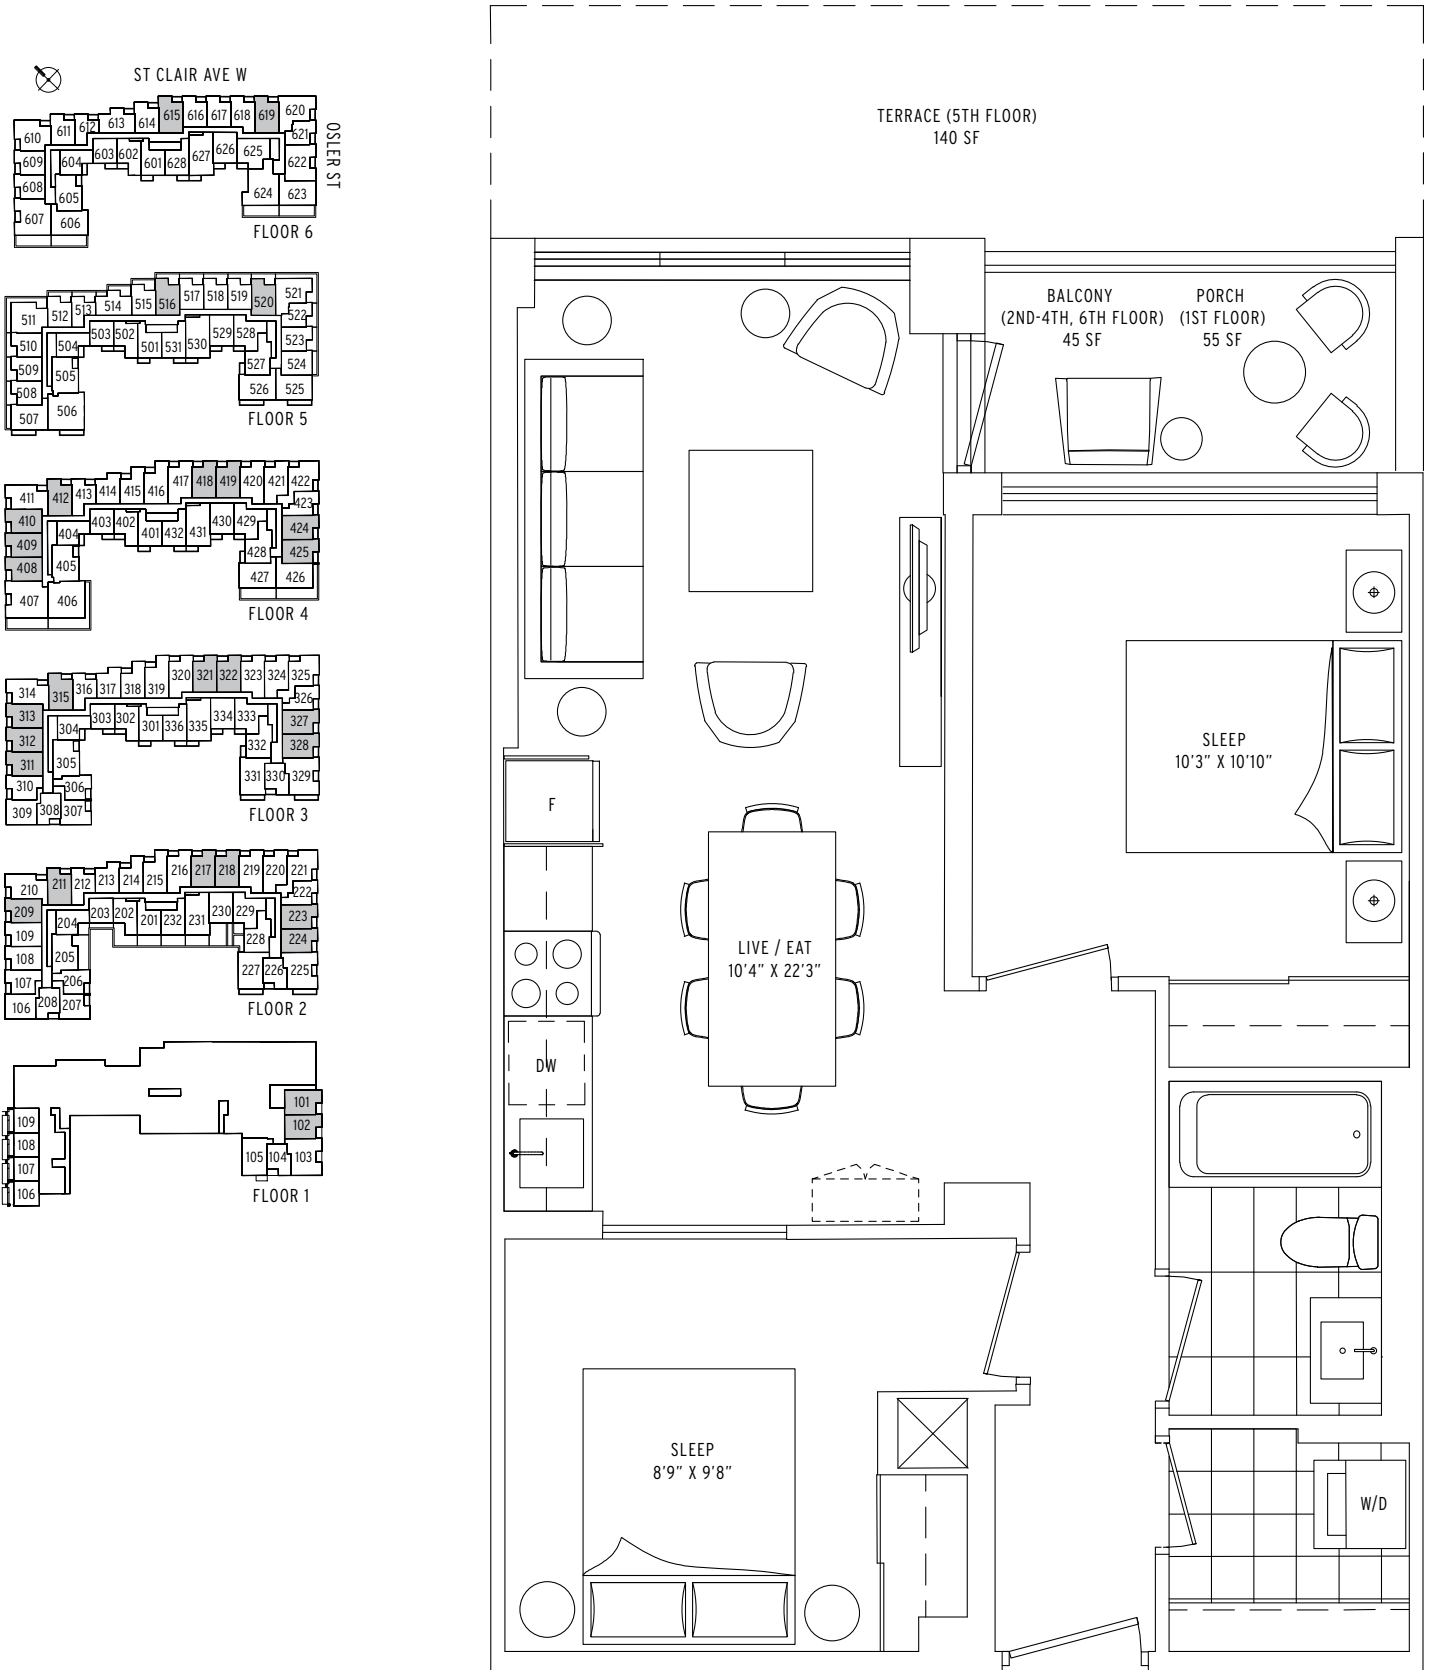 ST CLAIR AVE W
OSLER ST
610 611 612 613 614 615 616 617 618 619 620
621
609 604 603 602 601 628 627 626 625 622
608 605 624 623
607 606
FLOOR 6
511 512 513 514 515 516 517 518 519 520 521
522
510 504 503 502 501 531 530 529 528 523
509 505 527 524
508 526 525
507 506
FLOOR 5
411 412 413 414 415 416 417 418 419 420 421 422
423
410 404 403 402 401 432 431 430 429 424
409 405 428 425
408 427 426
407 406
FLOOR 4
314 315 316 317 318 319 320 321 322 323 324 325
326
313 304 303 302 301 336 335 334 333 327
312 305 332 328
311 331 330 329
310 306
309 308 307
FLOOR 3
210 211 212 213 214 215 216 217 218 219 220 221
222
209 204 203 202 201 232 231 230 229 223
109 205 228 224
108 227 226 225
107 206
106 208 207
FLOOR 2
101
102
109
108 105 104 103
107
106
FLOOR 1
TERRACE (5TH FLOOR)
140 SF
BALCONY
(2ND-4TH, 6TH FLOOR)
45 SF
PORCH
(1ST FLOOR)
55 SF
SLEEP
10'3" X 10'10"
F
LIVE / EAT
10'4" X 22'3"
DW
SLEEP
8'9" X 9'8"
W/D